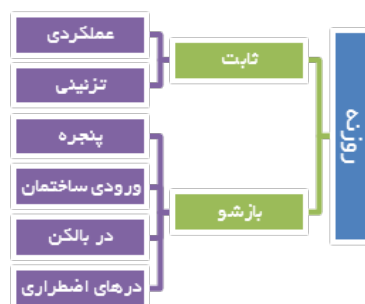 روزنه
ثابت
عملکردی
تزئینی
بازشو
پنجره
ورودی ساختمان
در بالکن
درهای اضطراری